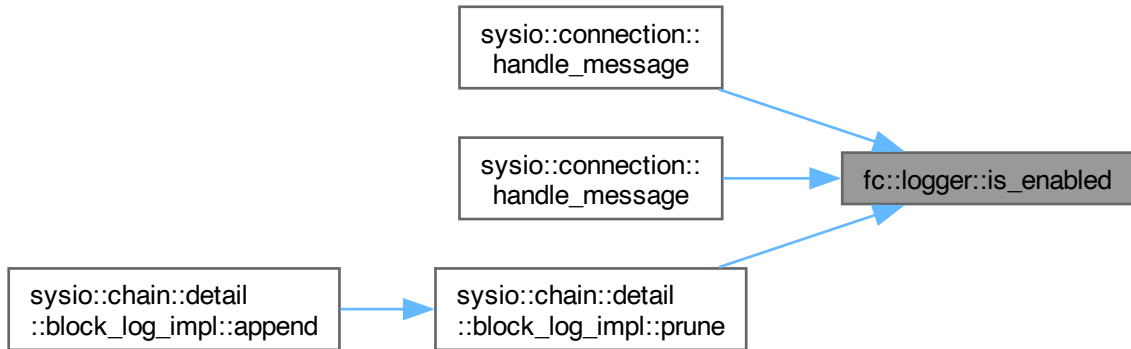 sysio::connection::
handle_message
sysio::connection::
handle_message
fc::logger::is_enabled
sysio::chain::detail
::block_log_impl::append
sysio::chain::detail
::block_log_impl::prune